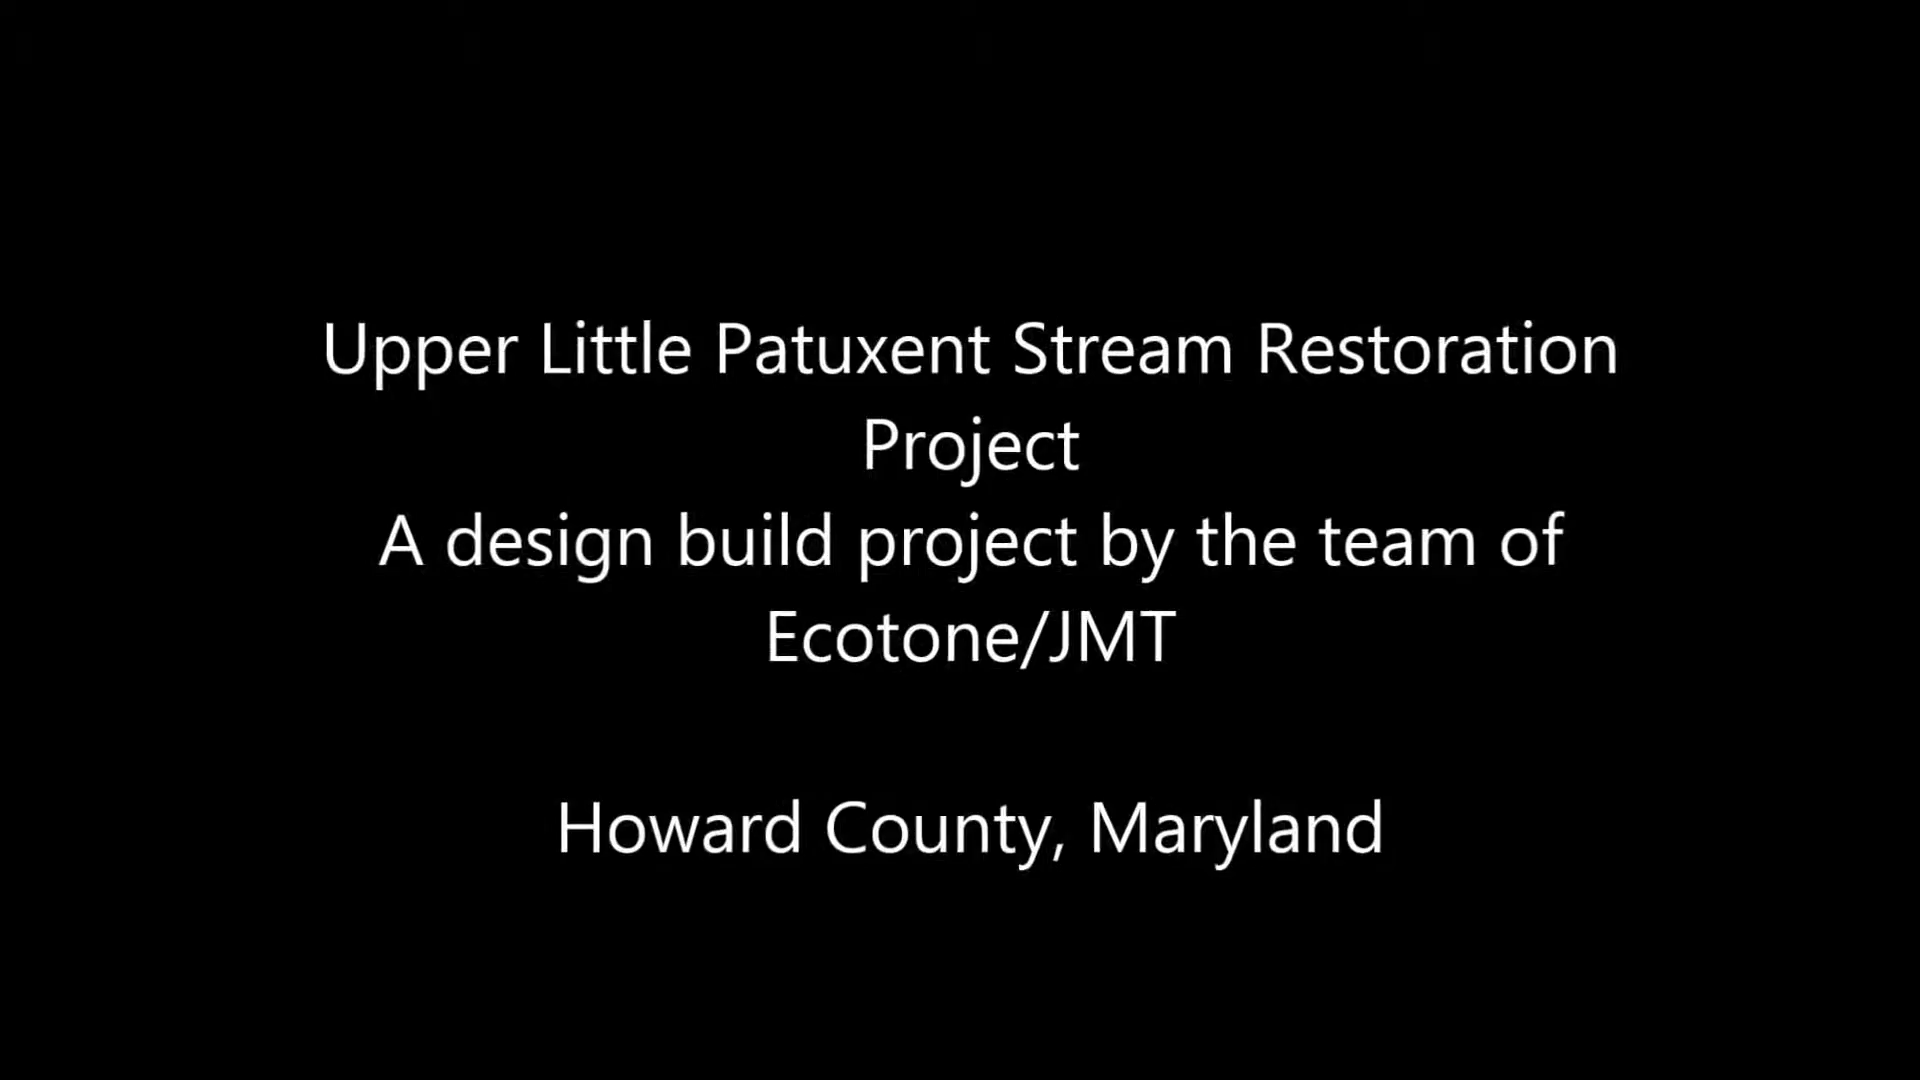 Upper Little Patuxent Stream Restoration
Project
A design build project by the team of
Ecotone/JMT
Howard County, Maryland